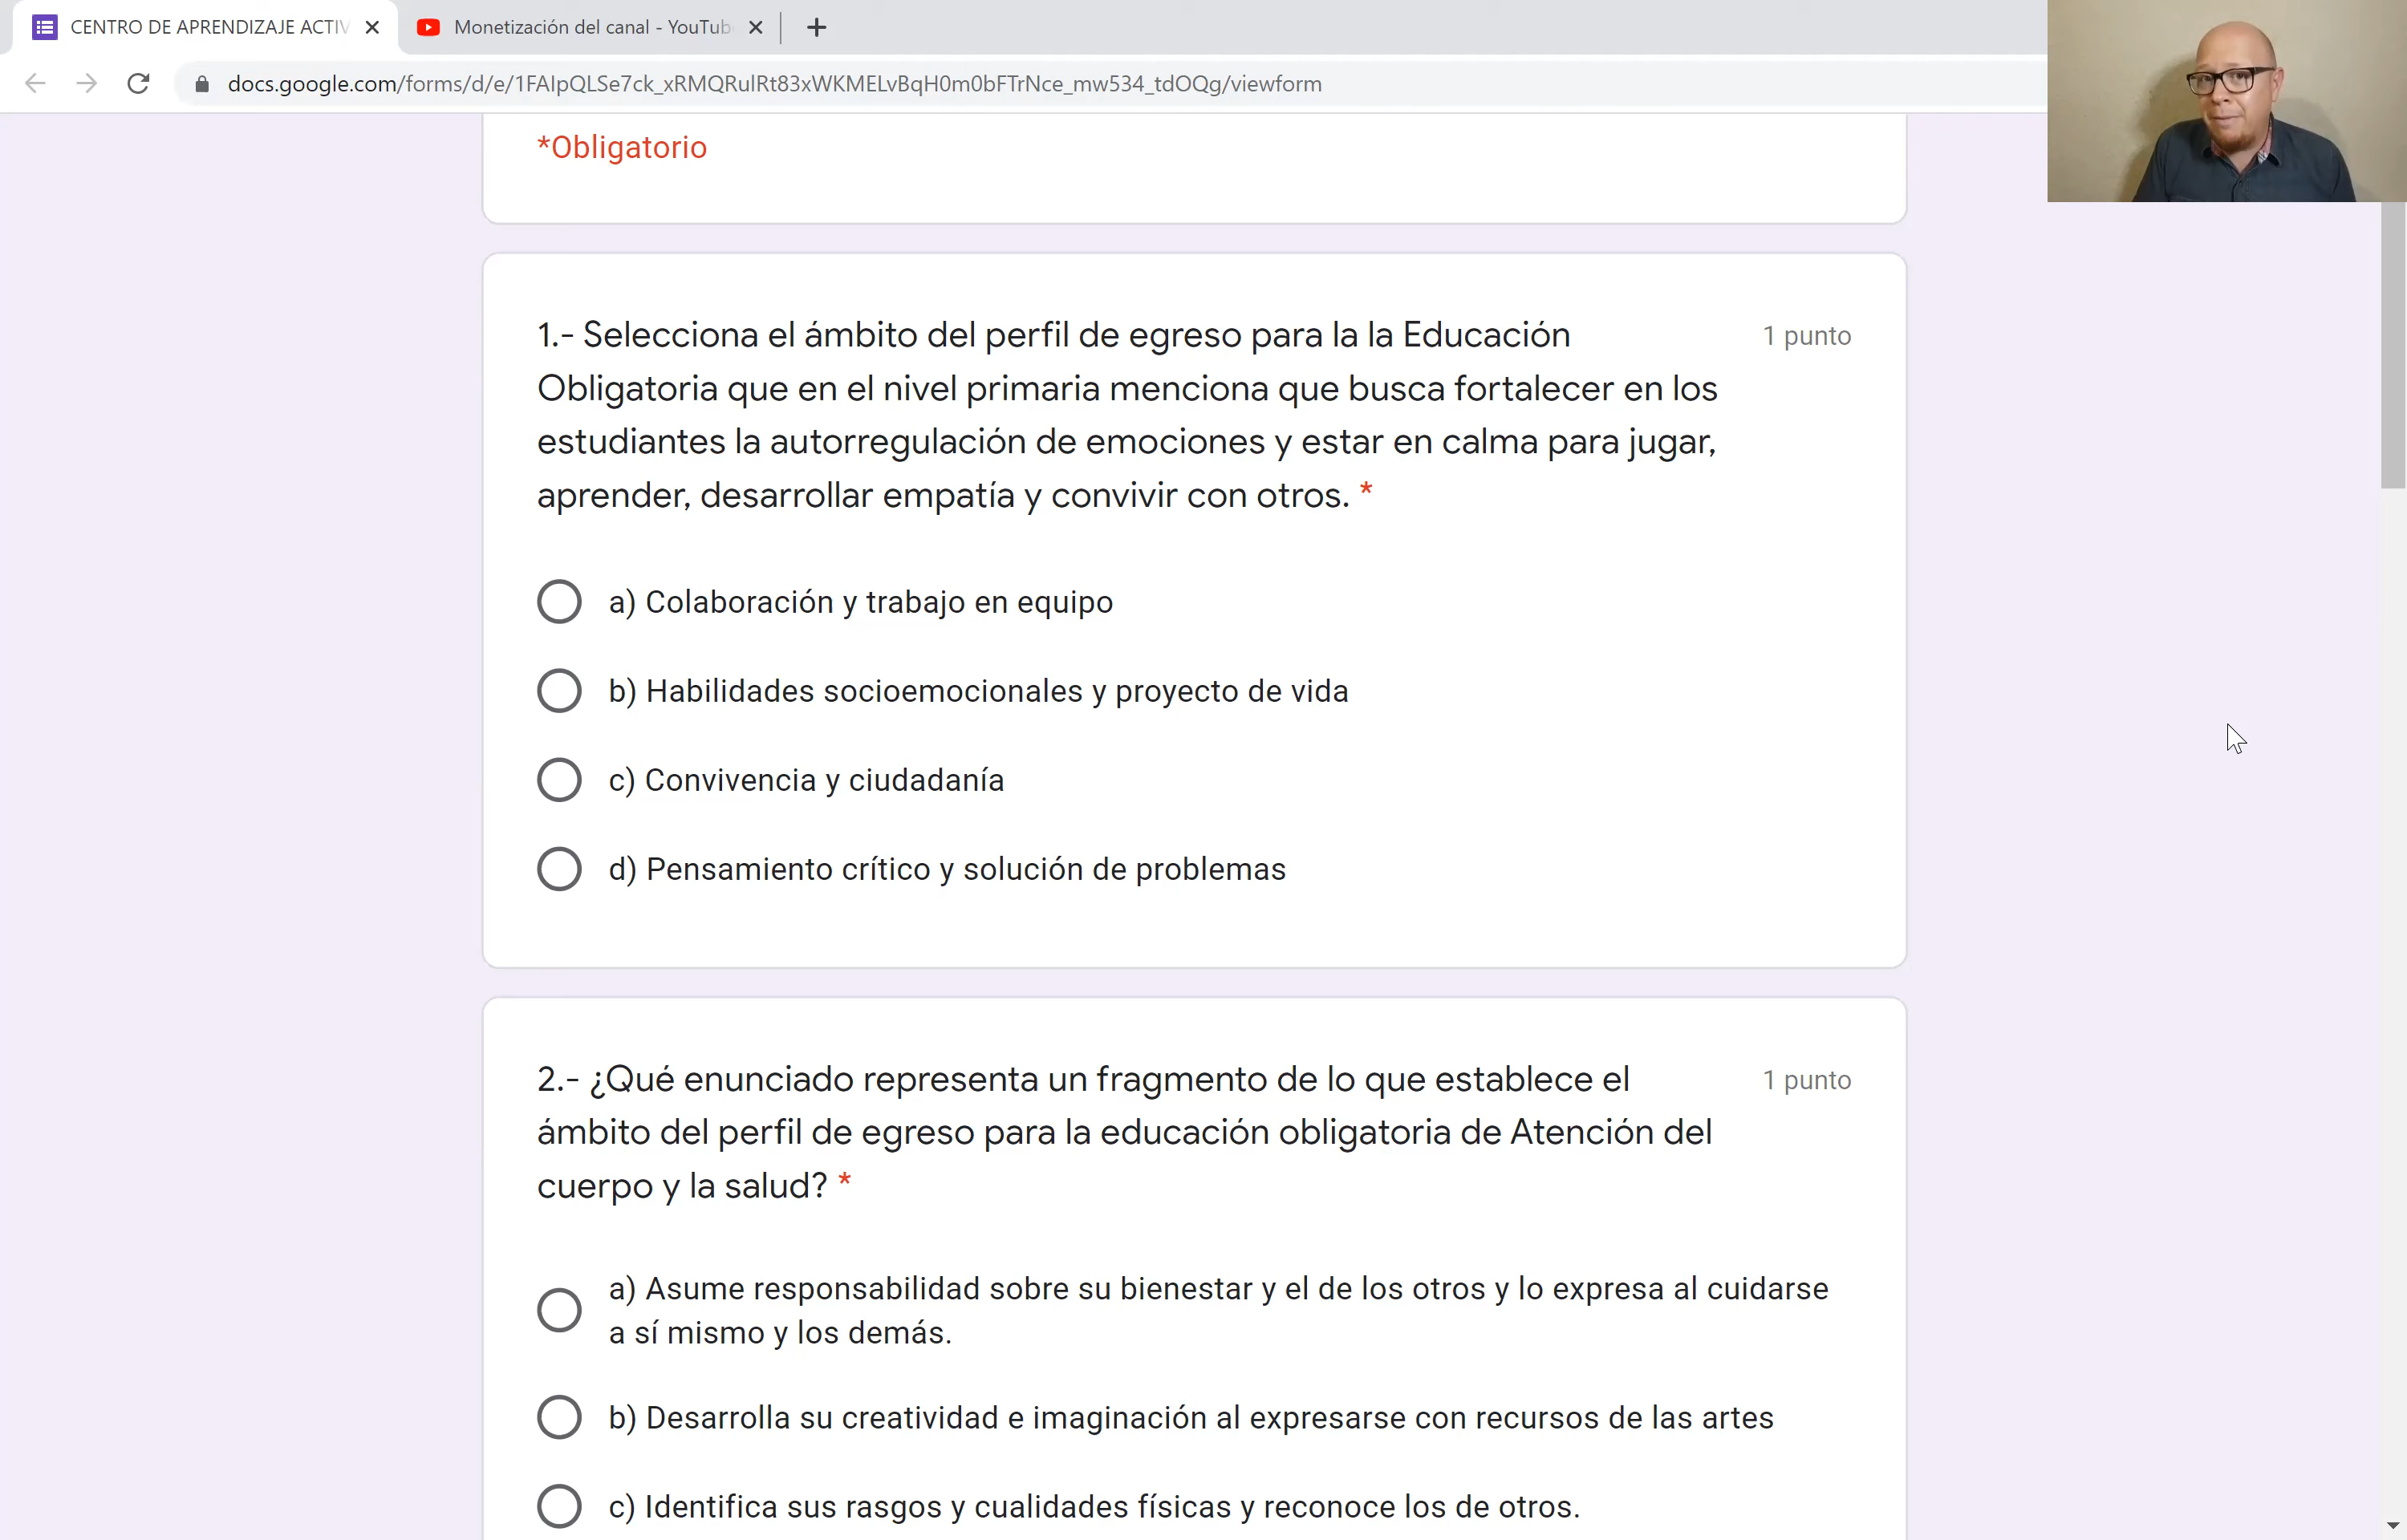 CENTRO DE APRENDIZAJE ACTIV
Monetización del canal - YouTub
docs.google.com/forms/d/e/1FAIpQLSe7ck_xRMQRulRt83xWKMELvBqH0m0bFTrNce_mw534_tdOQg/viewform
*Obligatorio
1.- Selecciona el ámbito del perfil de egreso para la la Educación
1 punto
Obligatoria que en el nivel primaria menciona que busca fortalecer en los
estudiantes la autorregulación de emociones y estar en calma para jugar,
aprender, desarrollar empatía y convivir con otros. *
a) Colaboración y trabajo en equipo
b) Habilidades socioemocionales y proyecto de vida
c) Convivencia y ciudadanía
d) Pensamiento crítico y solución de problemas
2.- ¿Qué enunciado representa un fragmento de lo que establece el
1 punto
ámbito del perfil de egreso para la educación obligatoria de Atención del
cuerpo y la salud? *
a) Asume responsabilidad sobre su bienestar y el de los otros y lo expresa al cuidarse
a sí mismo y los demás.
b) Desarrolla su creatividad e imaginación al expresarse con recursos de las artes
c) Identifica sus rasgos y cualidades físicas y reconoce los de otros.